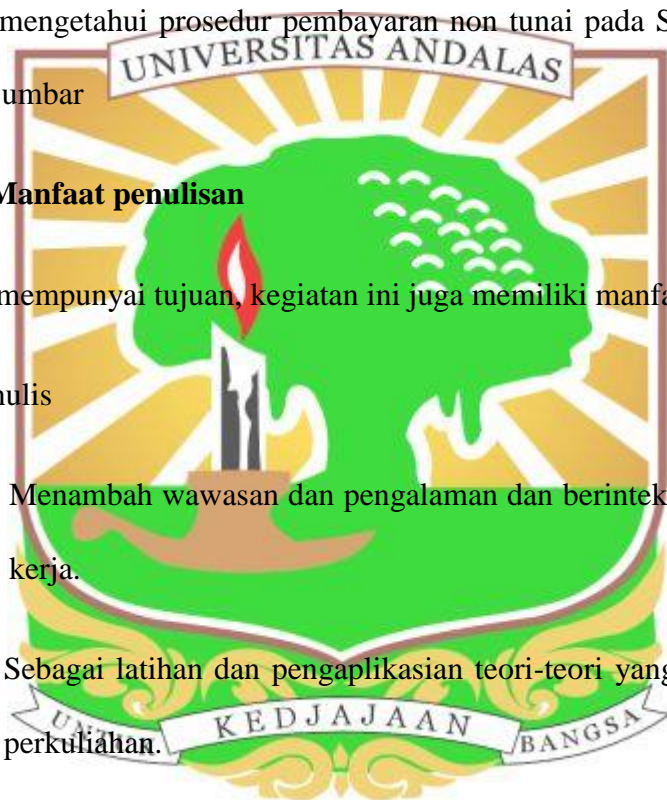 mengetahui prosedur pembayaran non tunai pada S
UNIVERSITAS ANDALAS
umbar
Manfaat penulisan
mempunyai tujuan, kegiatan ini juga memiliki manfa
nulis
Menambah wawasan dan pengalaman dan berintek
kerja.
Sebagai latihan dan pengaplikasian teori-teori yang
UNTUK KEDJAJAAN BANGSA
perkuliahan.